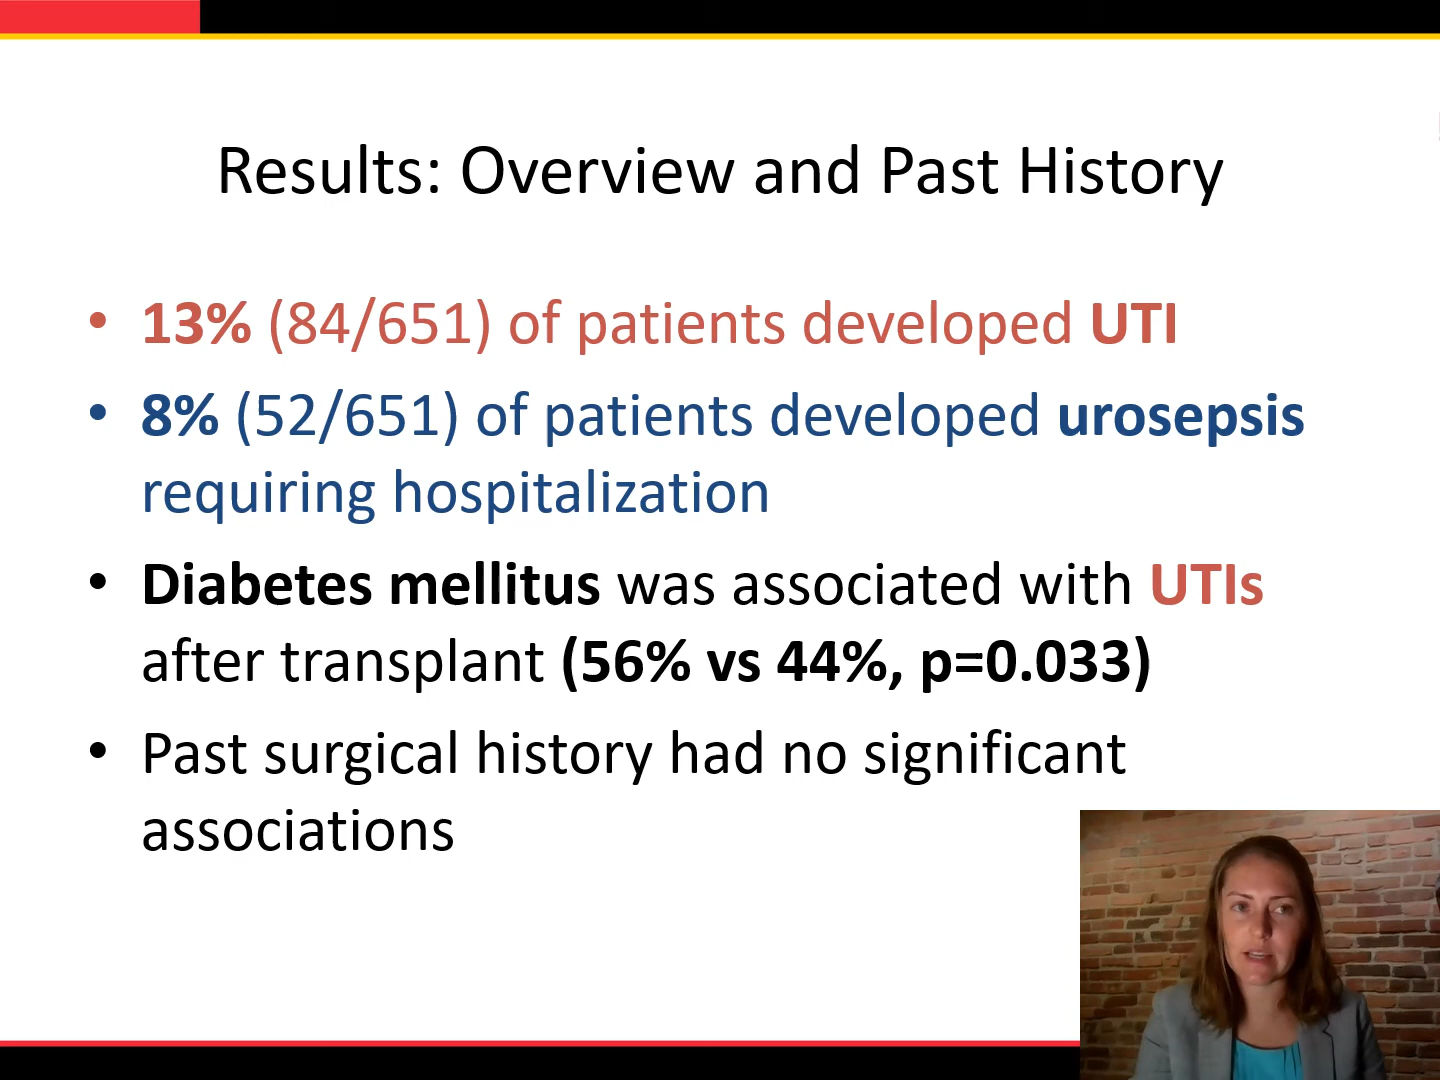 Results: Overview and Past History
• 13% (84/651) of patients developed UTI
• 8% (52/651) of patients developed urosepsis
requiring hospitalization
• Diabetes mellitus was associated with UTIs
after transplant (56% vs 44%, p=0.033)
• Past surgical history had no significant
associations